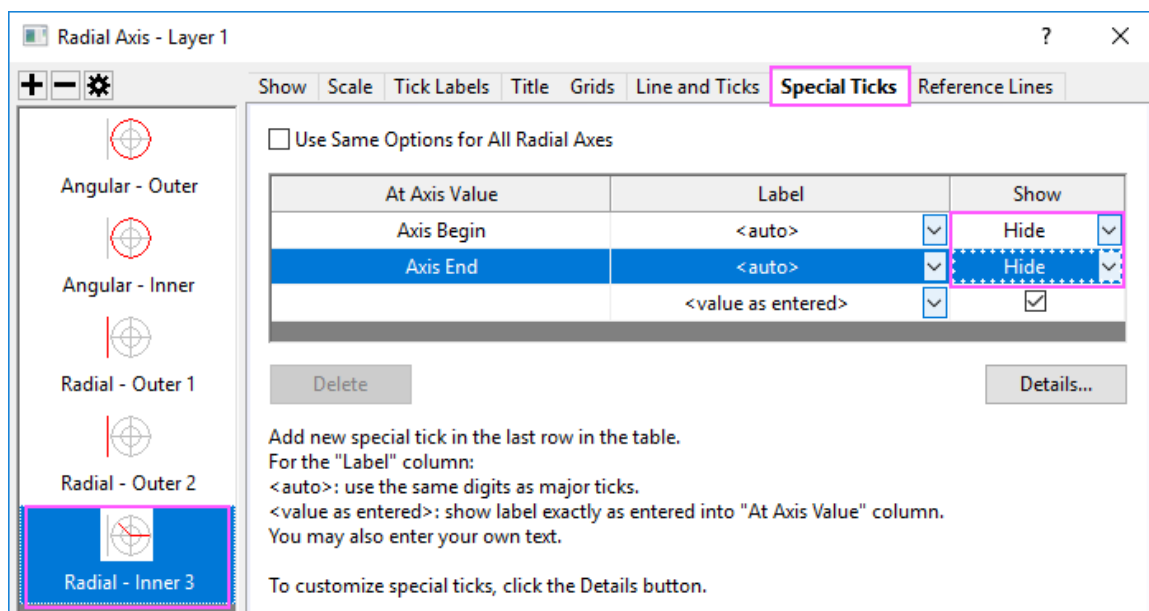 Radial Axis - Layer 1
?
Show Scale Tick Labels Title Grids Line and Ticks Special Ticks Reference Lines
Angular - Outer
Angular - Inner
Radial - Outer 1
Radial - Outer 2
Radial - Inner 3
Use Same Options for All Radial Axes
At Axis Value Label Show
Axis Begin <auto> Hide
Axis End <auto> Hide
<value as entered>
Delete Details...
Add new special tick in the last row in the table.
For the "Label" column:
<auto>: use the same digits as major ticks.
<value as entered>: show label exactly as entered into "At Axis Value" column.
You may also enter your own text.
To customize special ticks, click the Details button.